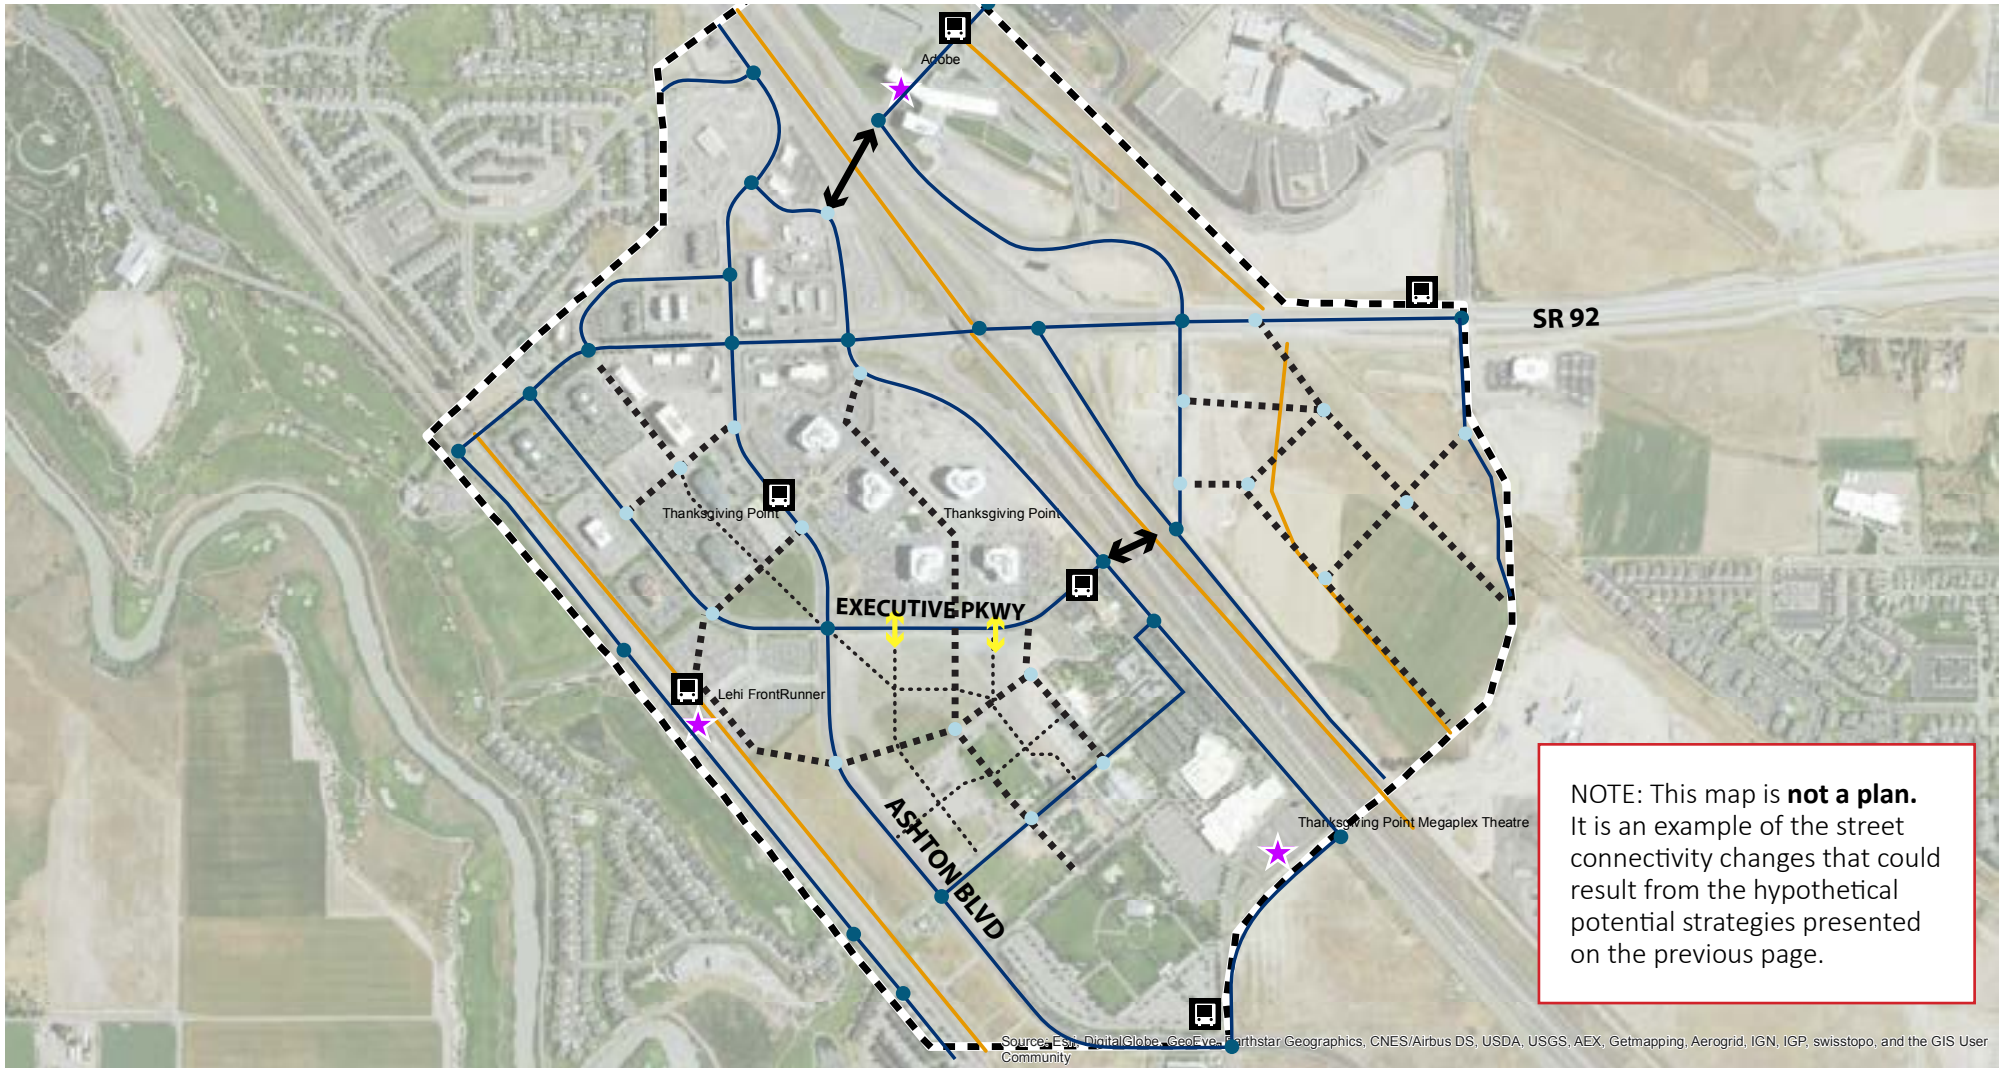 Adobe
SR 92
Thanksgiving Point
Thanksgiving Point
EXECUTIVE PKWY
Lehi FrontRunner
ASHTON BLVD
Thanksgiving Point Megaplex Theatre
NOTE: This map is not a plan.
It is an example of the street
connectivity changes that could
result from the hypothetical
potential strategies presented
on the previous page.
Source: Esri, DigitalGlobe, GeoEye, Earthstar Geographics, CNES/Airbus DS, USDA, USGS, AEX, Getmapping, Aerogrid, IGN, IGP, swisstopo, and the GIS User
Community